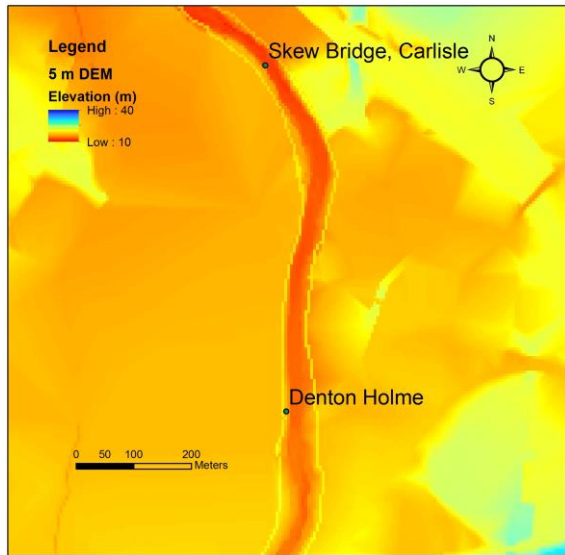 Legend
5 m DEM
Elevation (m)
High : 40
Low : 10
Skew Bridge, Carlisle
N
W E
S
Denton Holme
0 50 100 200
Meters